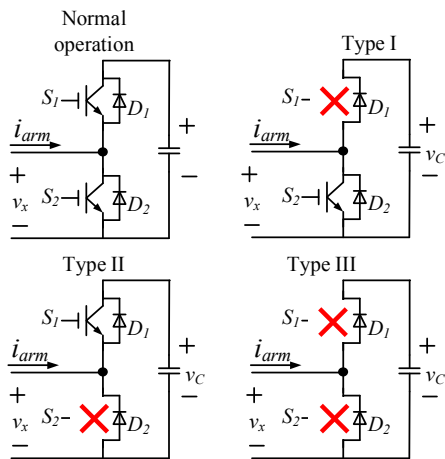 Normal
operation
S1
D1
iarm
+
+
vx
S2
−
D2
−
Type I
S1
D1
iarm
+
vC
+
vx
S2
−
D2
−
Type II
S1
D1
iarm
+
vC
+
vx
S2
−
D2
−
Type III
S1
D1
iarm
+
vC
+
vx
S2
−
D2
−